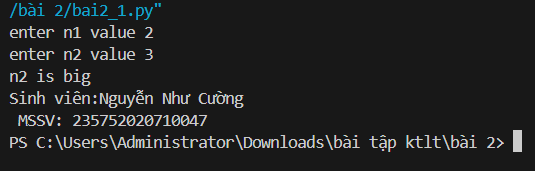 /bài 2/bai2_1.py"
enter n1 value 2
enter n2 value 3
n2 is big
Sinh viên:Nguyễn Như Cường
 MSSV: 235752020710047
PS C:\Users\Administrator\Downloads\bài tập ktlt\bài 2>